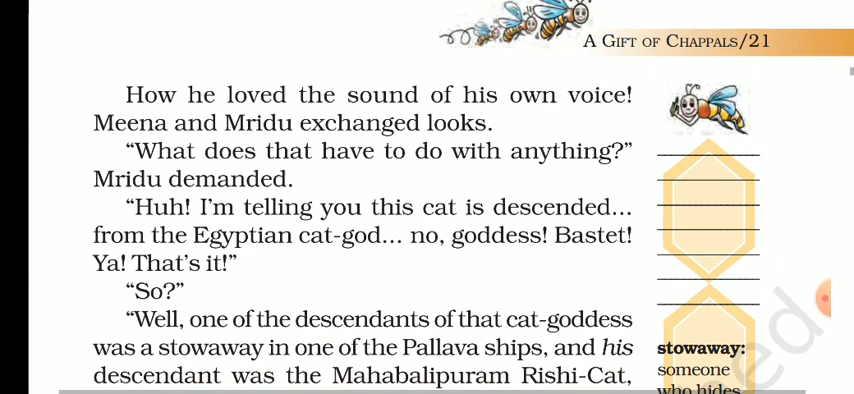 A GIFT OF CHAPPALS/21
How he loved the sound of his own voice!
Meena and Mridu exchanged looks.
“What does that have to do with anything?”
Mridu demanded.
“Huh! I’m telling you this cat is descended...
from the Egyptian cat-god... no, goddess! Bastet!
Ya! That’s it!”
“So?”
“Well, one of the descendants of that cat-goddess
was a stowaway in one of the Pallava ships, and his
descendant was the Mahabalipuram Rishi-Cat,
stowaway:
someone
who hides